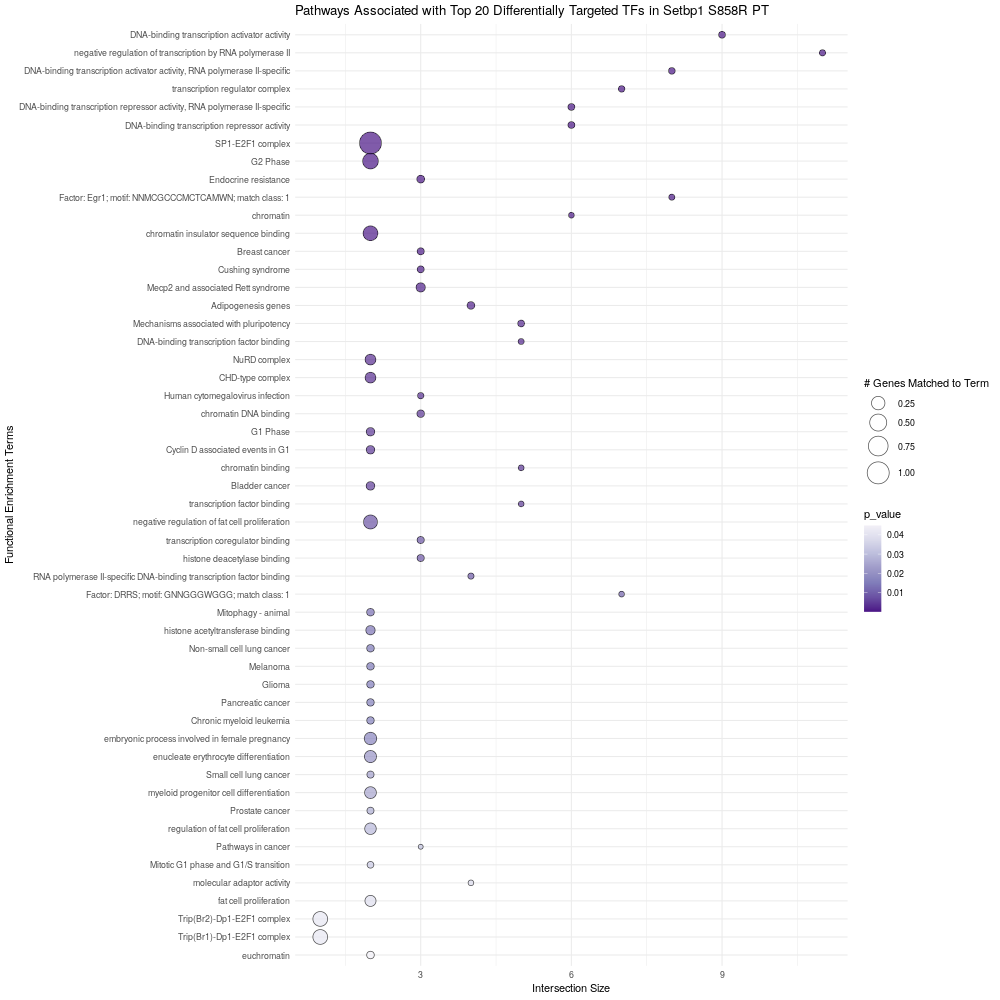 Pathways Associated with Top 20 Differentially Targeted TFs in Setbp1 S858R PT
DNA-binding transcription activator activity
negative regulation of transcription by RNA polymerase II
DNA-binding transcription activator activity, RNA polymerase II-specific
transcription regulator complex
DNA-binding transcription repressor activity, RNA polymerase II-specific
DNA-binding transcription repressor activity
SP1-E2F1 complex
G2 Phase
Endocrine resistance
Factor: Egr1; motif: NNMCGCCCMCTCAMWN; match class: 1
chromatin
chromatin insulator sequence binding
Breast cancer
Cushing syndrome
Mecp2 and associated Rett syndrome
Adipogenesis genes
Mechanisms associated with pluripotency
DNA-binding transcription factor binding
NuRD complex
CHD-type complex
Human cytomegalovirus infection
chromatin DNA binding
G1 Phase
Cyclin D associated events in G1
chromatin binding
Bladder cancer
transcription factor binding
negative regulation of fat cell proliferation
transcription coregulator binding
histone deacetylase binding
RNA polymerase II-specific DNA-binding transcription factor binding
Factor: DRRS; motif: GNNGGGWGGG; match class: 1
Mitophagy - animal
histone acetyltransferase binding
Non-small cell lung cancer
Melanoma
Glioma
Pancreatic cancer
Chronic myeloid leukemia
embryonic process involved in female pregnancy
enucleate erythrocyte differentiation
Small cell lung cancer
myeloid progenitor cell differentiation
Prostate cancer
regulation of fat cell proliferation
Pathways in cancer
Mitotic G1 phase and G1/S transition
molecular adaptor activity
fat cell proliferation
Trip(Br2)-Dp1-E2F1 complex
Trip(Br1)-Dp1-E2F1 complex
euchromatin
Functional Enrichment Terms
3 6 9
Intersection Size
# Genes Matched to Term
0.25
0.50
0.75
1.00
p_value
0.04
0.03
0.02
0.01